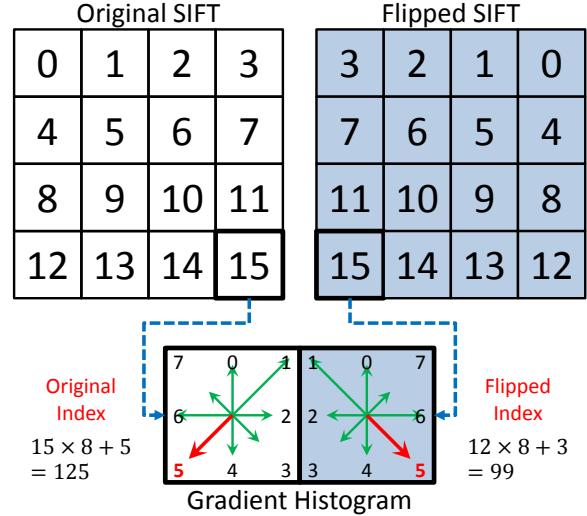 Original SIFT
Flipped SIFT
0 1 2 3
3 2 1 0
4 5 6 7
7 6 5 4
8 9 10 11
11 10 9 8
12 13 14 15
15 14 13 12
7 0 1
1 0 7
6 2
2 6
5 4 3
3 4 5
Original
Index
15 × 8 + 5
= 125
Flipped
Index
12 × 8 + 3
= 99
Gradient Histogram